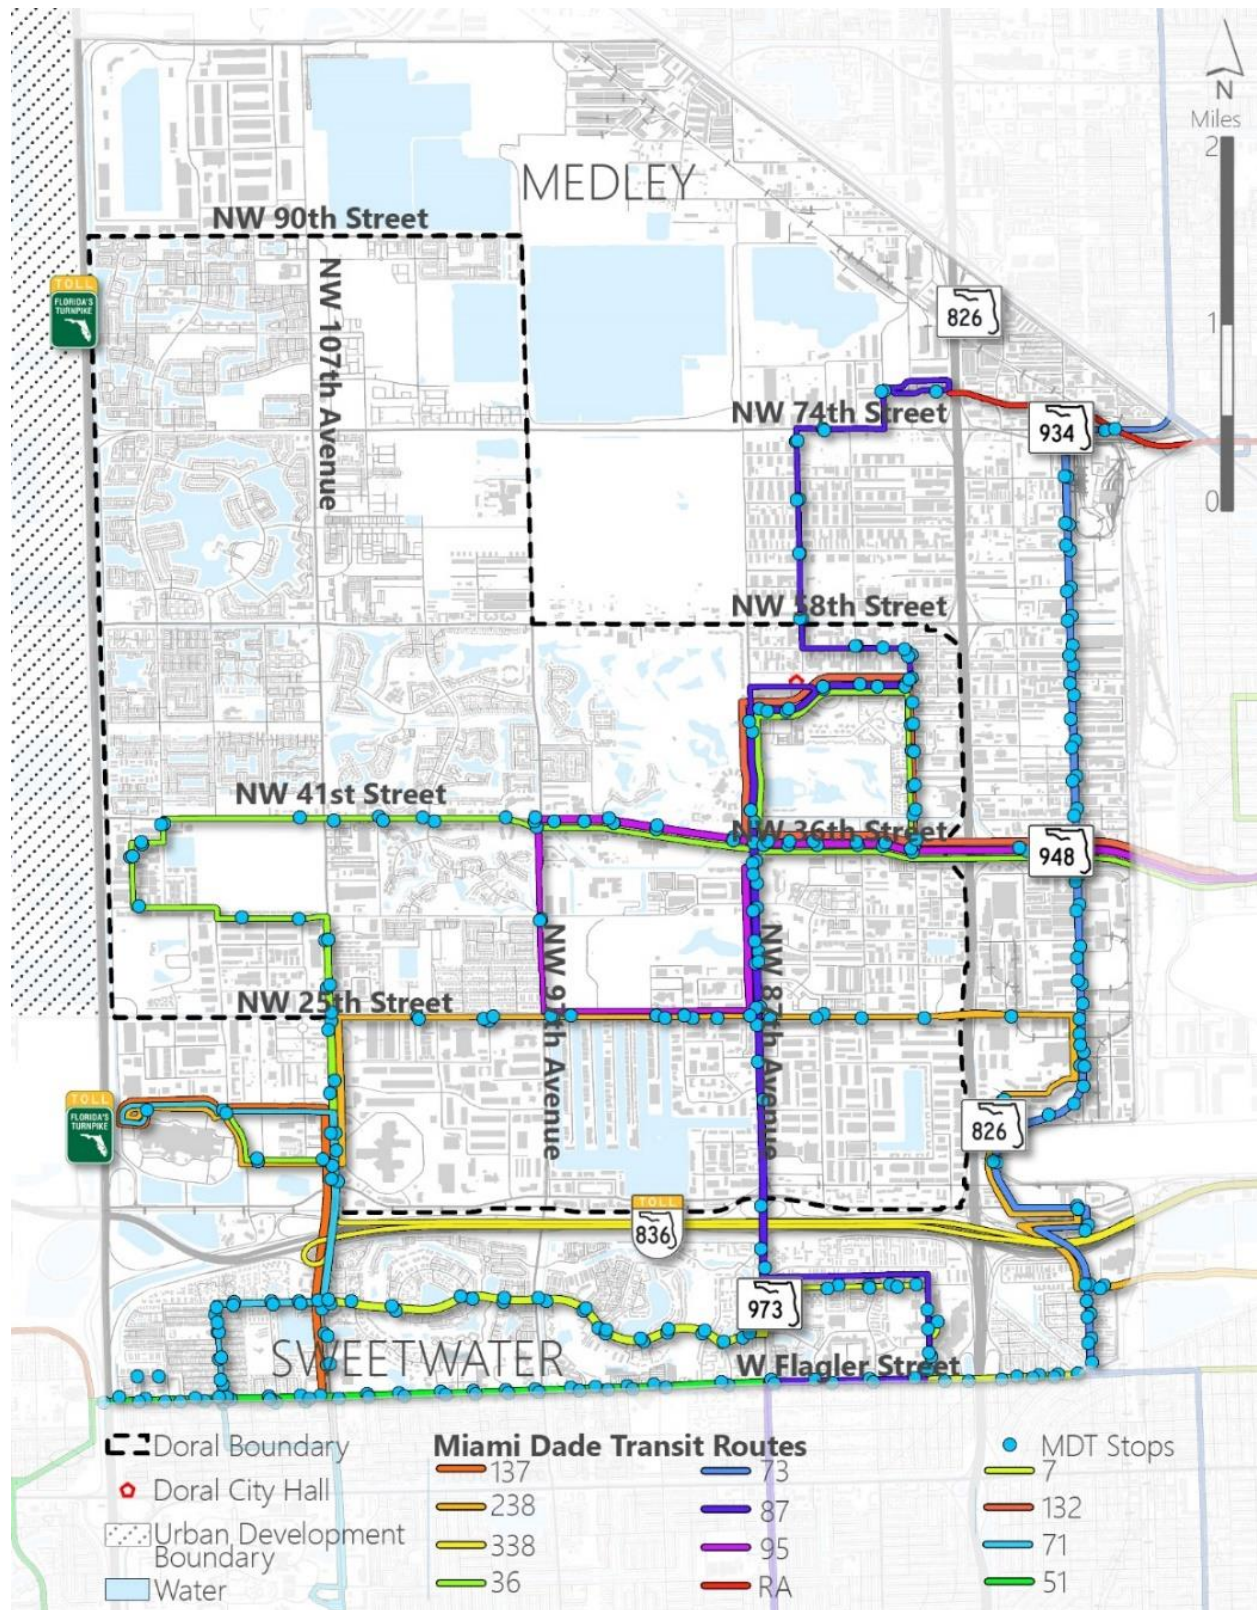 N
Miles
2
MEDLEY
NW 90th Street
TOLL
FLORIDA'S
TURNPIKE
NW 107th Avenue
826
1
NW 74th Street
934
0
NW 58th Street
NW 41st Street
NW 36th Street
948
NW 97th Avenue
NW 87th Avenue
NW 25th Street
TOLL
FLORIDA'S
TURNPIKE
826
TOLL
836
973
SWEETWATER
W Flagler Street
Doral Boundary
Doral City Hall
Urban Development
Boundary
Water
Miami Dade Transit Routes
137
238
338
36
73
87
95
RA
MDT Stops
7
132
71
51